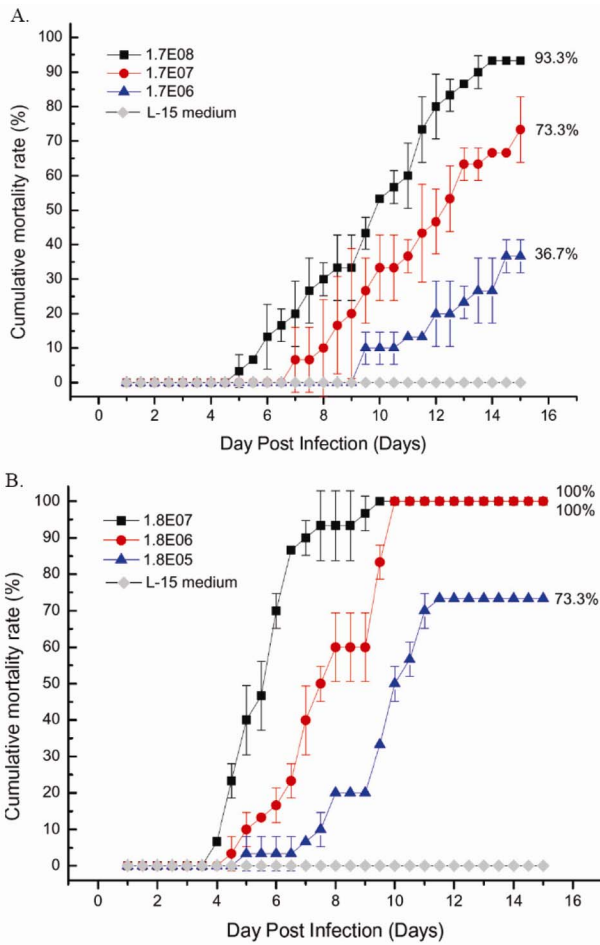 A.
100
90
80
70
60
50
40
30
20
10
0
Cumulative mortality rate (%)
1.7E08
1.7E07
1.7E06
L-15 medium
93.3%
73.3%
36.7%
0 2 4 6 8 10 12 14 16
Day Post Infection (Days)
B.
100
90
80
70
60
50
40
30
20
10
0
Cumulative mortality rate (%)
1.8E07
1.8E06
1.8E05
L-15 medium
100%
100%
73.3%
0 2 4 6 8 10 12 14 16
Day Post Infection (Days)